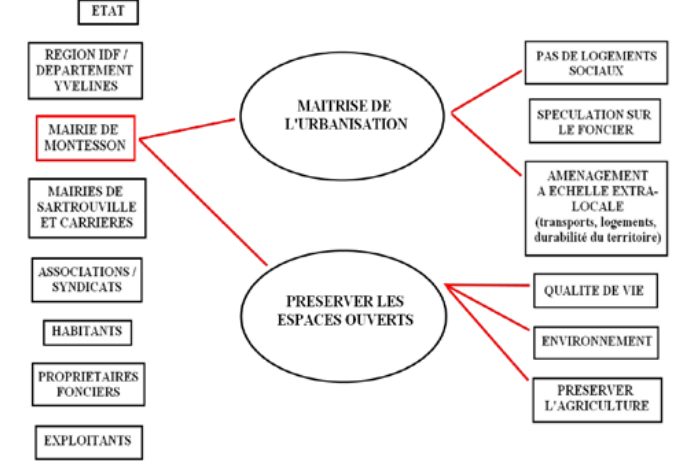 ETAT
REGION IDF /
DEPARTEMENT
YVELINES
MAIRIE DE
MONTESSON
MAIRIES DE
SARTROUVILLE
ET CARRIERES
ASSOCIATIONS /
SYNDICATS
HABITANTS
PROPRIETAIRES
FONCIERS
EXPLOITANTS
MAITRISE DE
L'URBANISATION
PRESERVER LES
ESPACES OUVERTS
PAS DE LOGEMENTS
SOCIAUX
SPECULATION SUR
LE FONCIER
AMENAGEMENT
A ECHELLE EXTRA-
LOCALE
(transports, logements,
durabilité du territoire)
QUALITE DE VIE
ENVIRONNEMENT
PRESERVER
L'AGRICULTURE